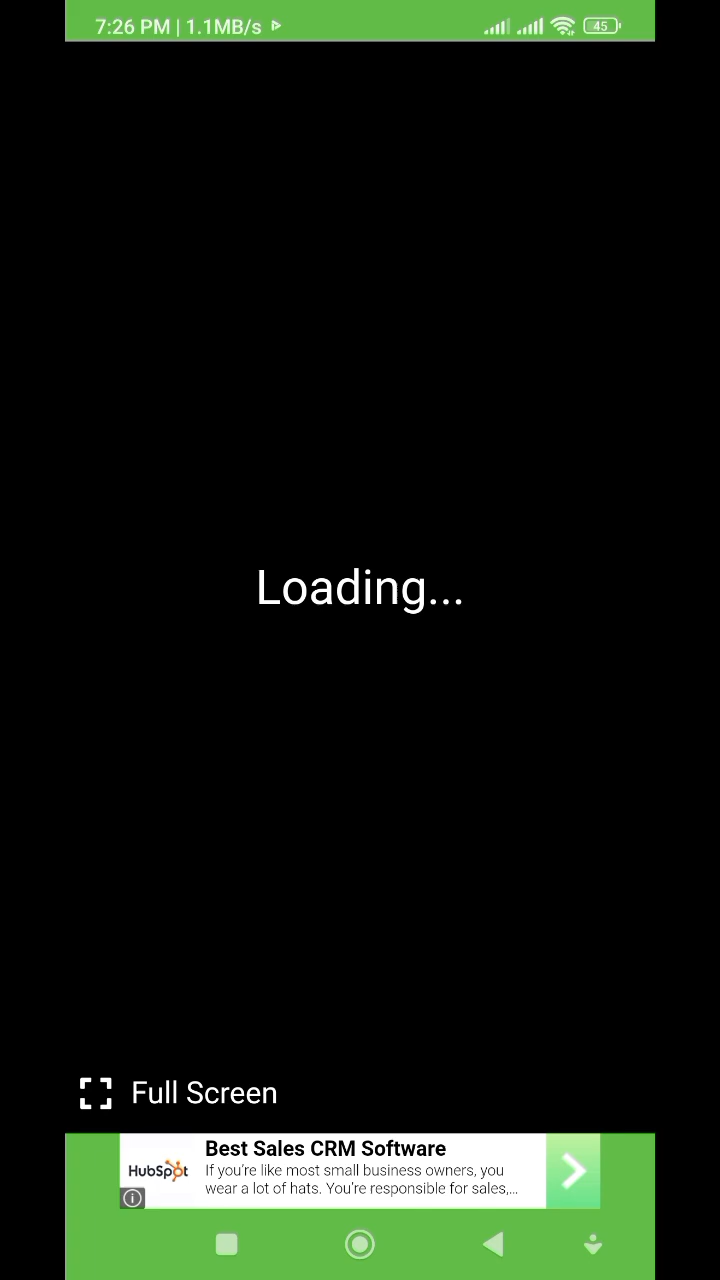 7:26 PM | 1.1MB/s
45
Loading...
Full Screen
Best Sales CRM Software
HubSpot
If you're like most small business owners, you
wear a lot of hats. You're responsible for sales,...